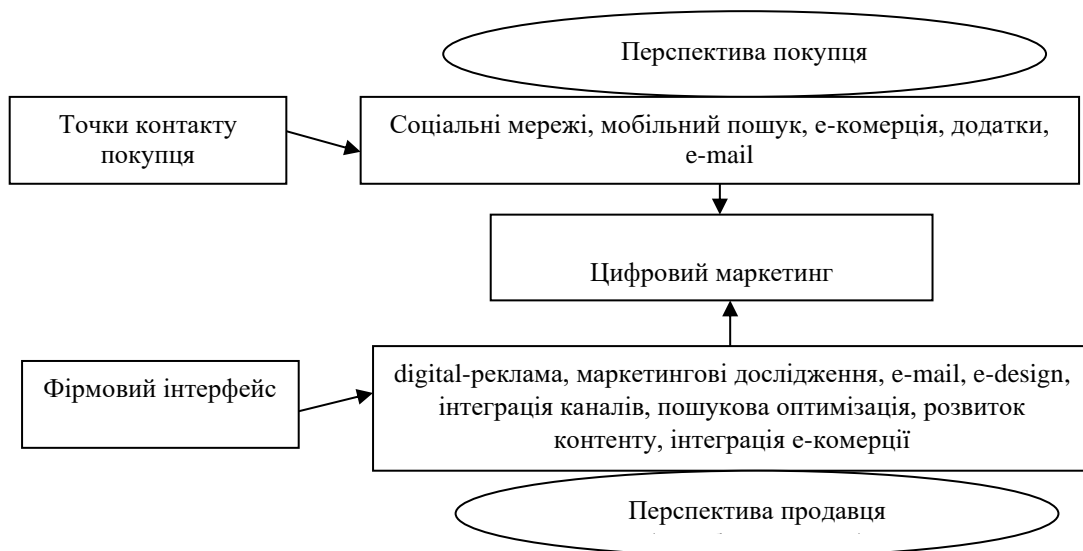 Перспектива покупця
Точки контакту
покупця
Соціальні мережі, мобільний пошук, е-комерція, додатки,
e-mail
Цифровий маркетинг
Фірмовий інтерфейс
digital-реклама, маркетингові дослідження, e-mail, e-design,
інтеграція каналів, пошукова оптимізація, розвиток
контенту, інтеграція е-комерції
Перспектива продавця